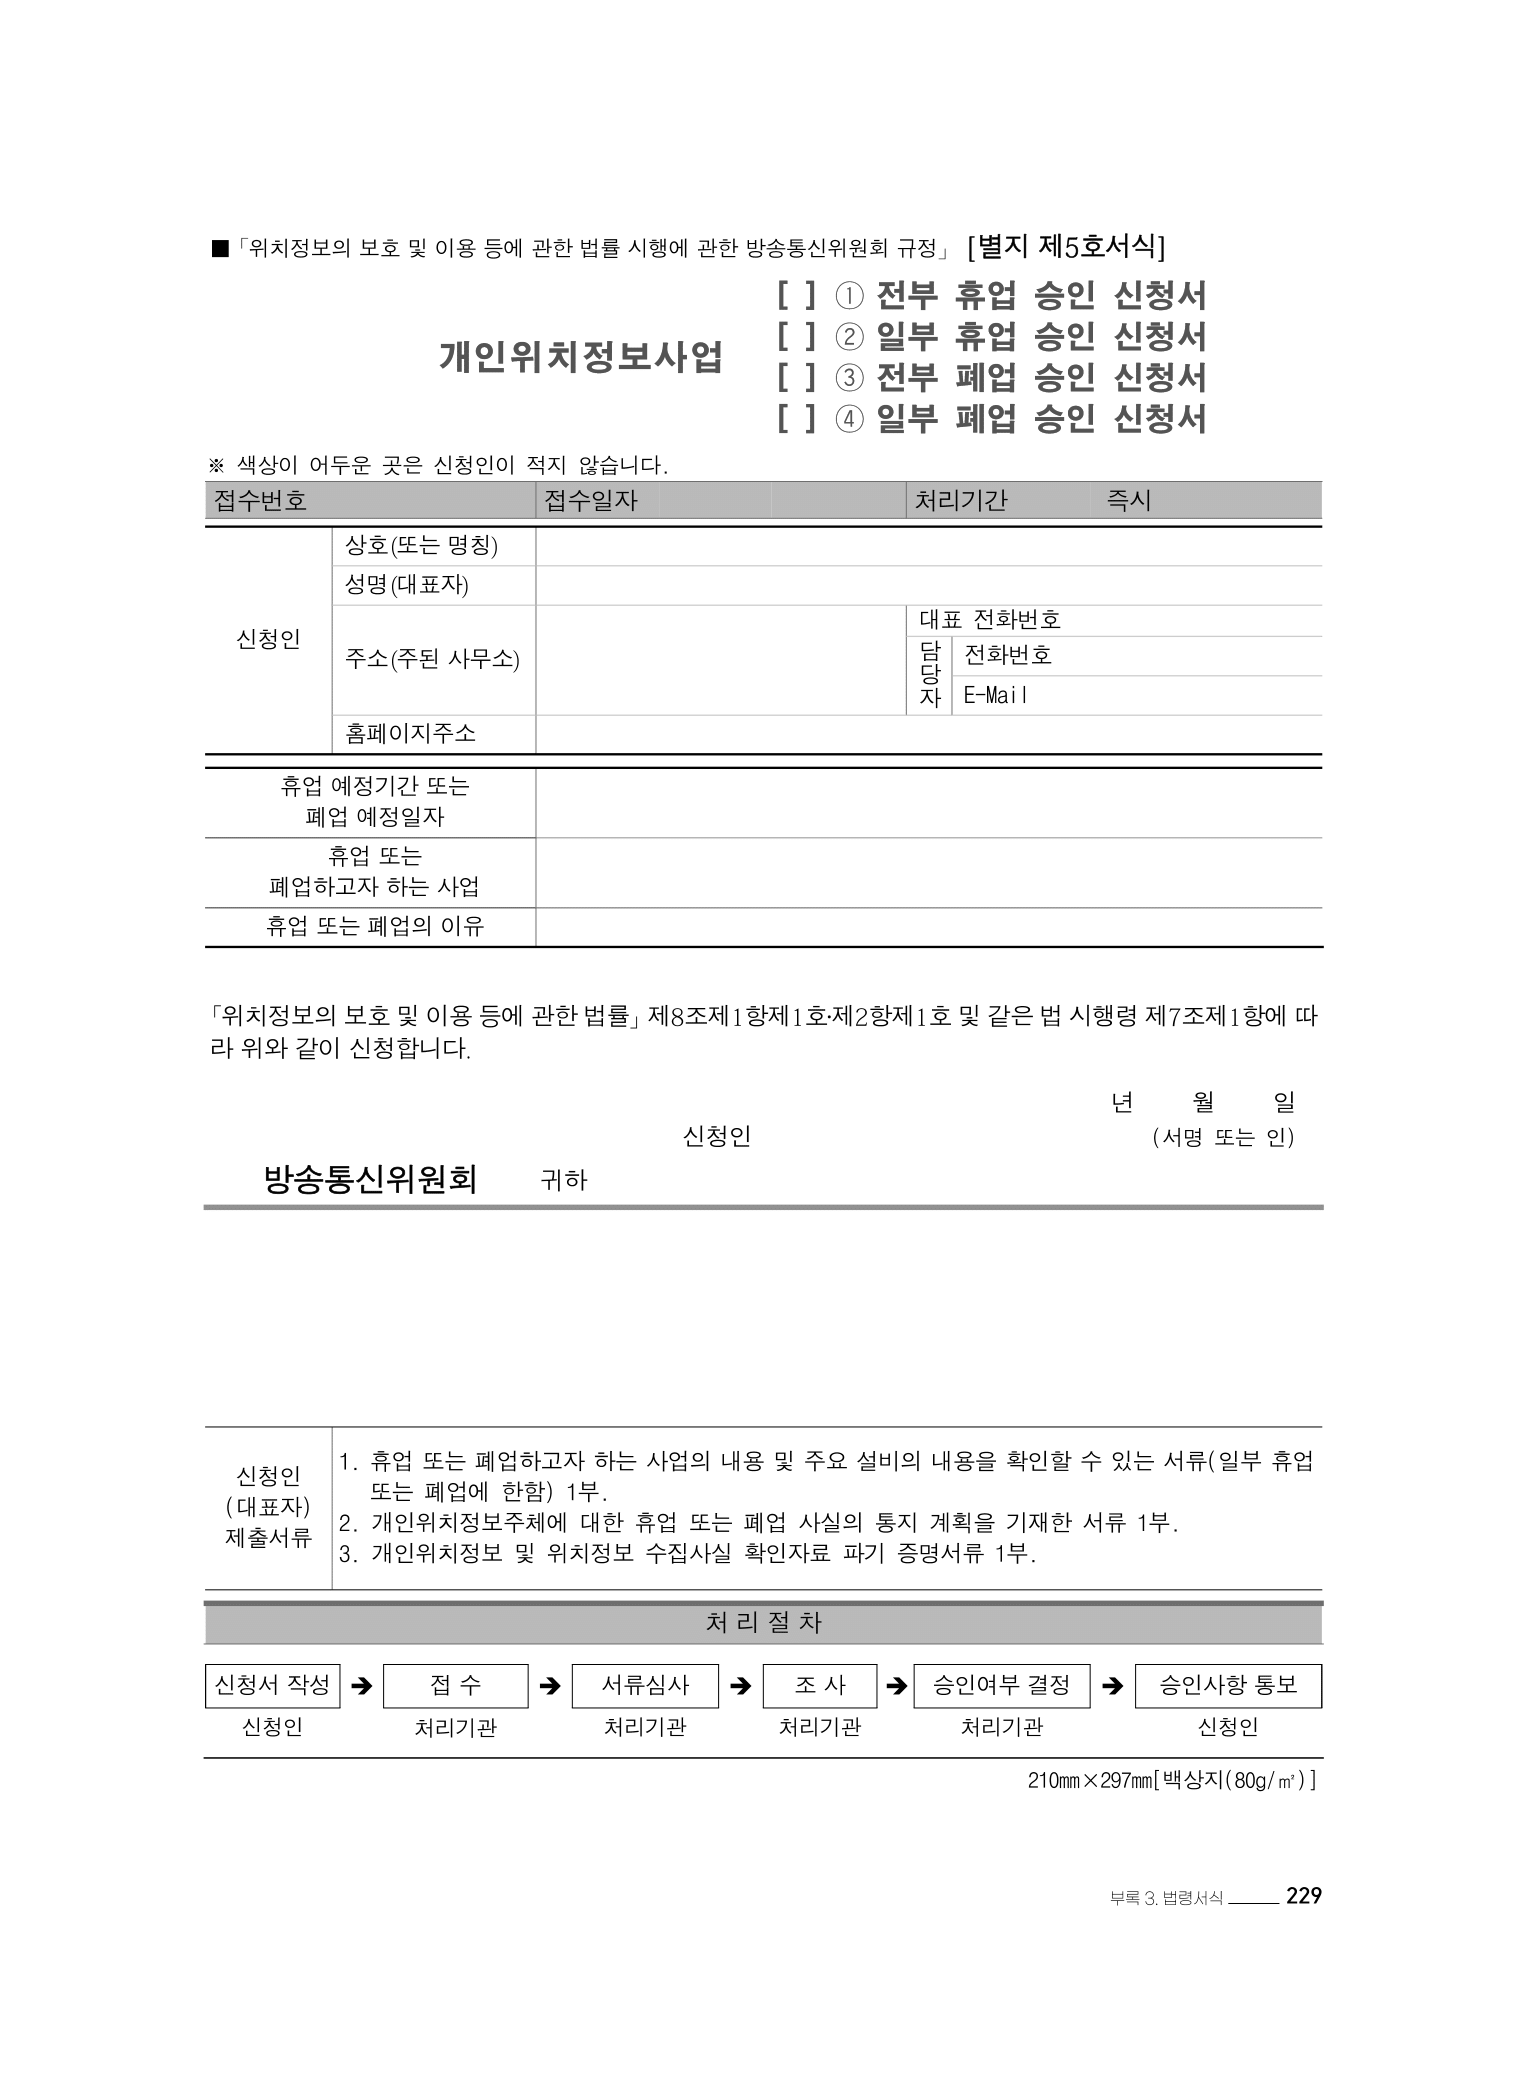 ■「위치정보의 보호 및 이용 등에 관한 법률 시행에 관한 방송통신위원회 규정」 [별지 제5호서식]
개인위치정보사업
[ ] ① 전부 휴업 승인 신청서
[ ] ② 일부 휴업 승인 신청서
[ ] ③ 전부 폐업 승인 신청서
[ ] ④ 일부 폐업 승인 신청서
※ 색상이 어두운 곳은 신청인이 적지 않습니다.
접수번호 접수일자 처리기간 즉시
신청인
상호(또는 명칭)
성명(대표자)
주소(주된 사무소)
대표 전화번호
담당자
전화번호
E-Mail
홈페이지주소
휴업 예정기간 또는
폐업 예정일자
휴업 또는
폐업하고자 하는 사업
휴업 또는 폐업의 이유
「위치정보의 보호 및 이용 등에 관한 법률」 제8조제1항제1호·제2항제1호 및 같은 법 시행령 제7조제1항에 따
라 위와 같이 신청합니다.
년 월 일
신청인 (서명 또는 인)
방송통신위원회 귀하
신청인
(대표자)
제출서류
1. 휴업 또는 폐업하고자 하는 사업의 내용 및 주요 설비의 내용을 확인할 수 있는 서류(일부 휴업
또는 폐업에 한함) 1부.
2. 개인위치정보주체에 대한 휴업 또는 폐업 사실의 통지 계획을 기재한 서류 1부.
3. 개인위치정보 및 위치정보 수집사실 확인자료 파기 증명서류 1부.
처 리 절 차
신청서 작성 ➔ 접 수 ➔ 서류심사 ➔ 조 사 ➔ 승인여부 결정 ➔ 승인사항 통보
신청인 처리기관 처리기관 처리기관 처리기관 신청인
210㎜×297㎜[백상지(80g/㎡)]
부록 3. 법령서식 229